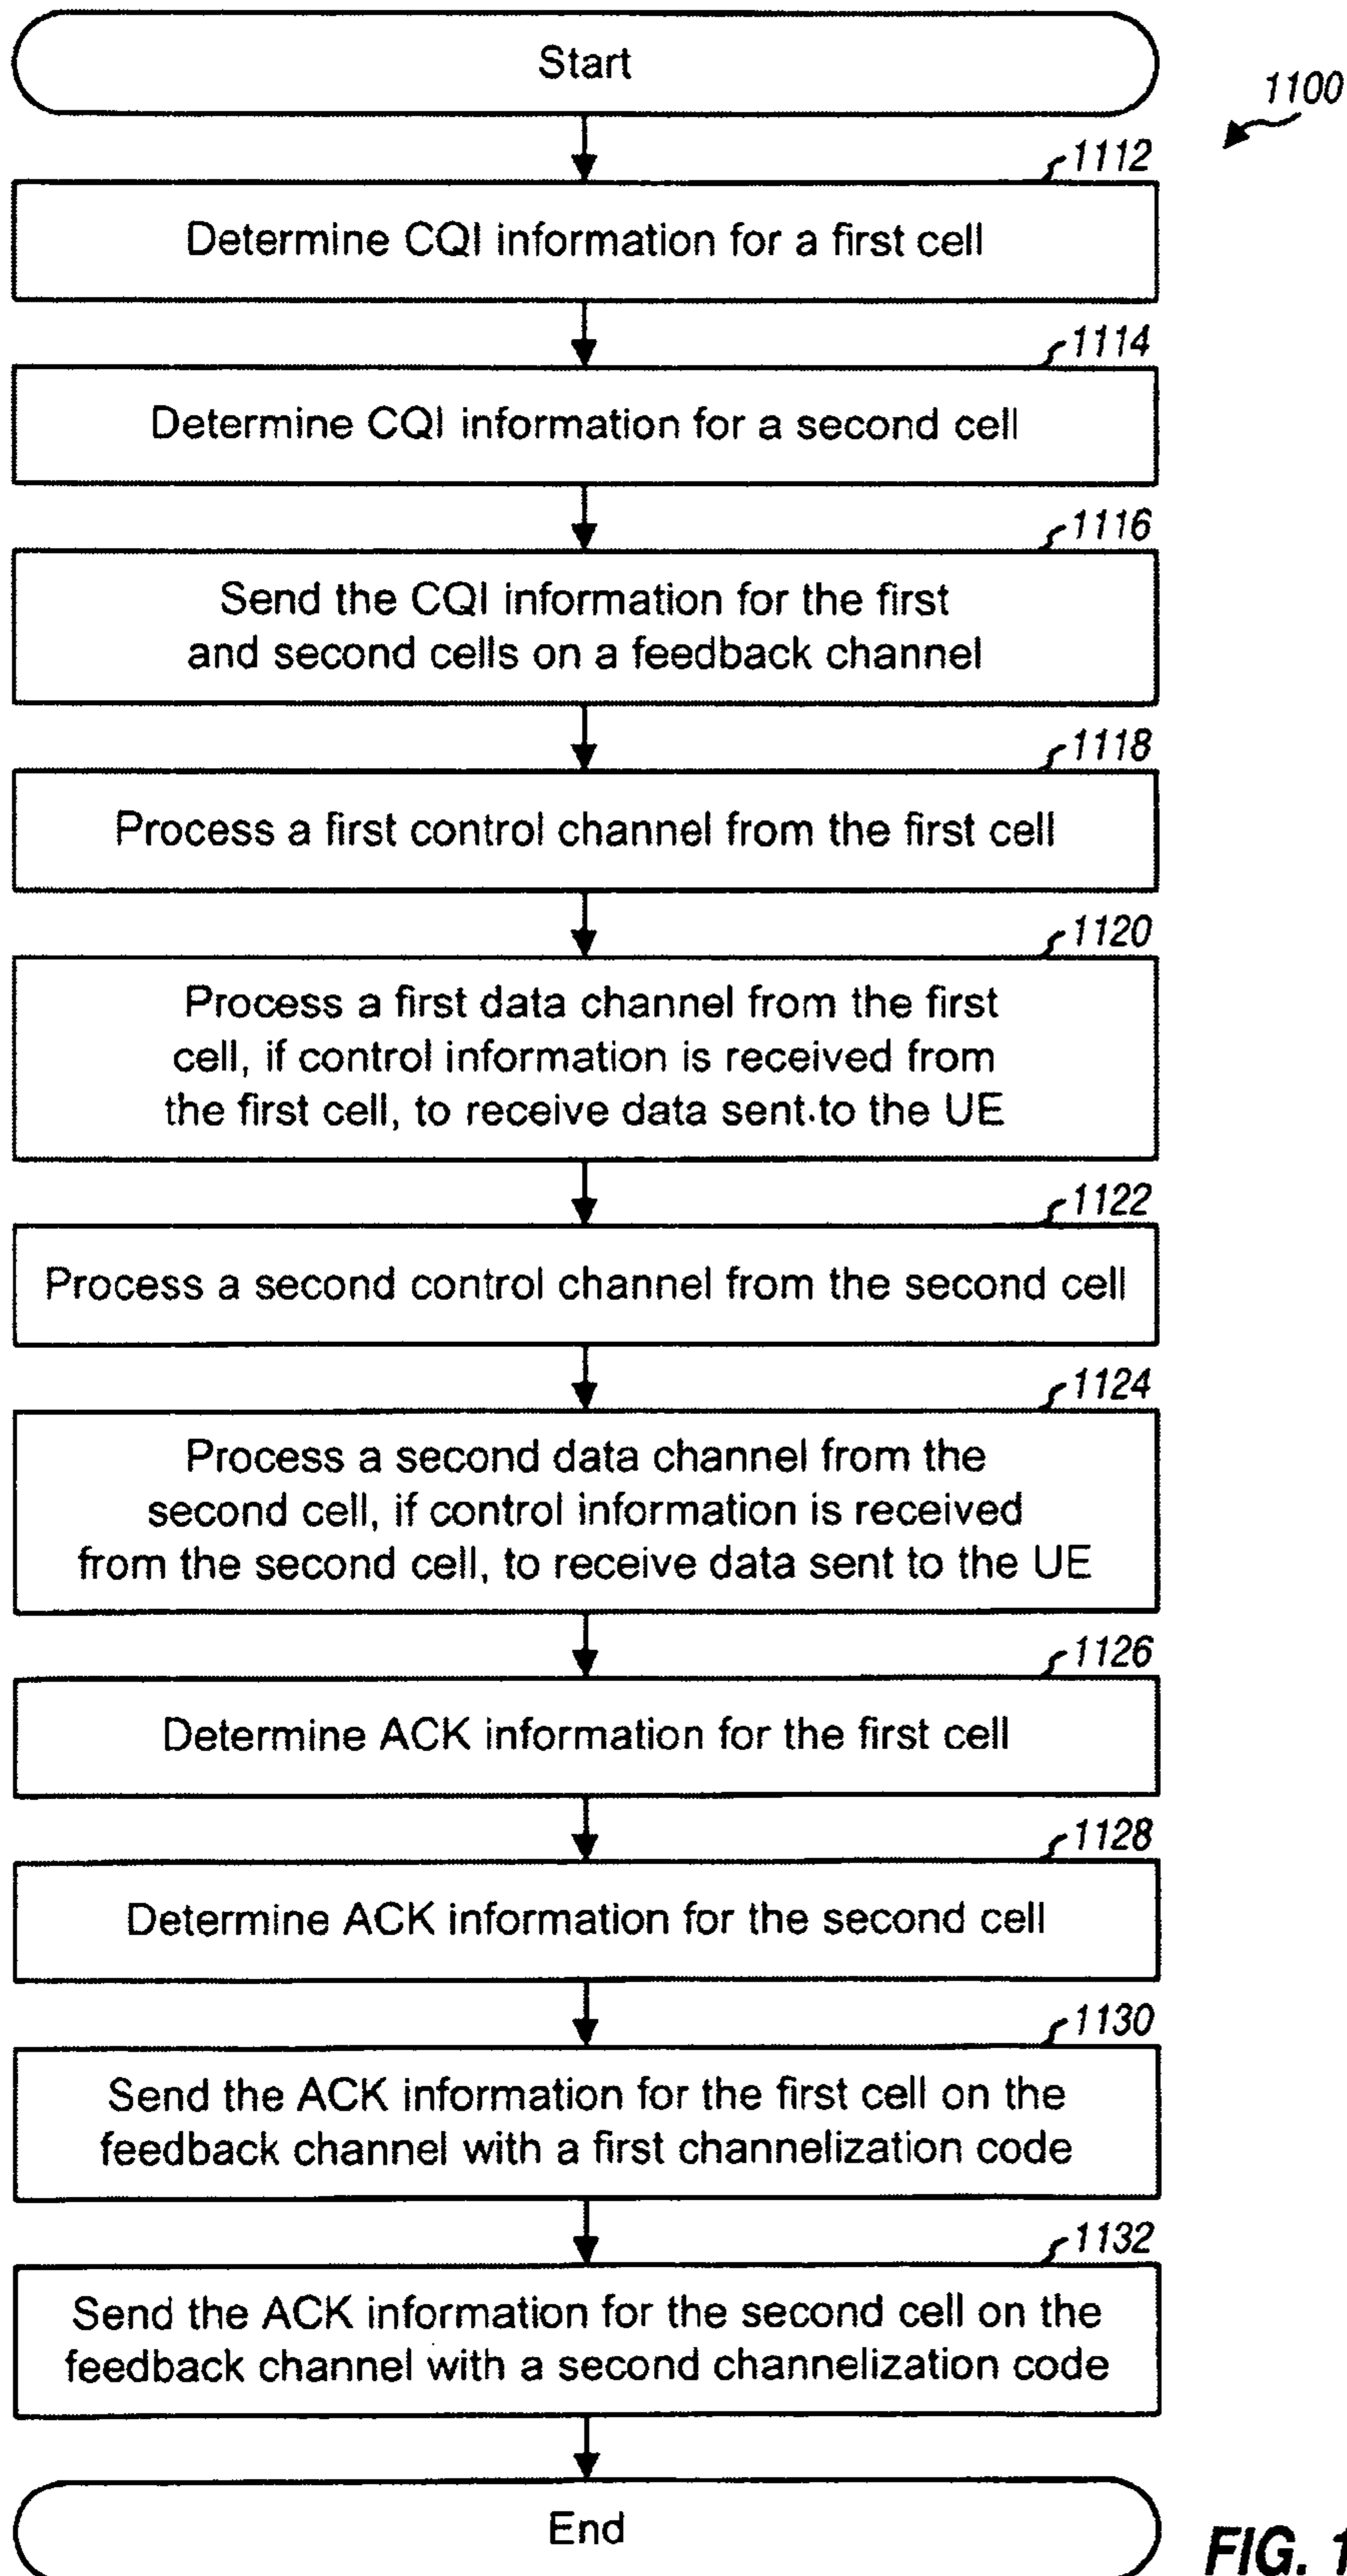 Start
1100
1112
Determine CQI information for a first cell
1114
Determine CQI information for a second cell
1116
Send the CQI information for the first
and second cells on a feedback channel
1118
Process a first control channel from the first cell
1120
Process a first data channel from the first
cell, if control information is received from
the first cell, to receive data sent to the UE
1122
Process a second control channel from the second cell
1124
Process a second data channel from the
second cell, if control information is received
from the second cell, to receive data sent to the UE
1126
Determine ACK information for the first cell
1128
Determine ACK information for the second cell
1130
Send the ACK information for the first cell on the
feedback channel with a first channelization code
1132
Send the ACK information for the second cell on the
feedback channel with a second channelization code
End
FIG. 1